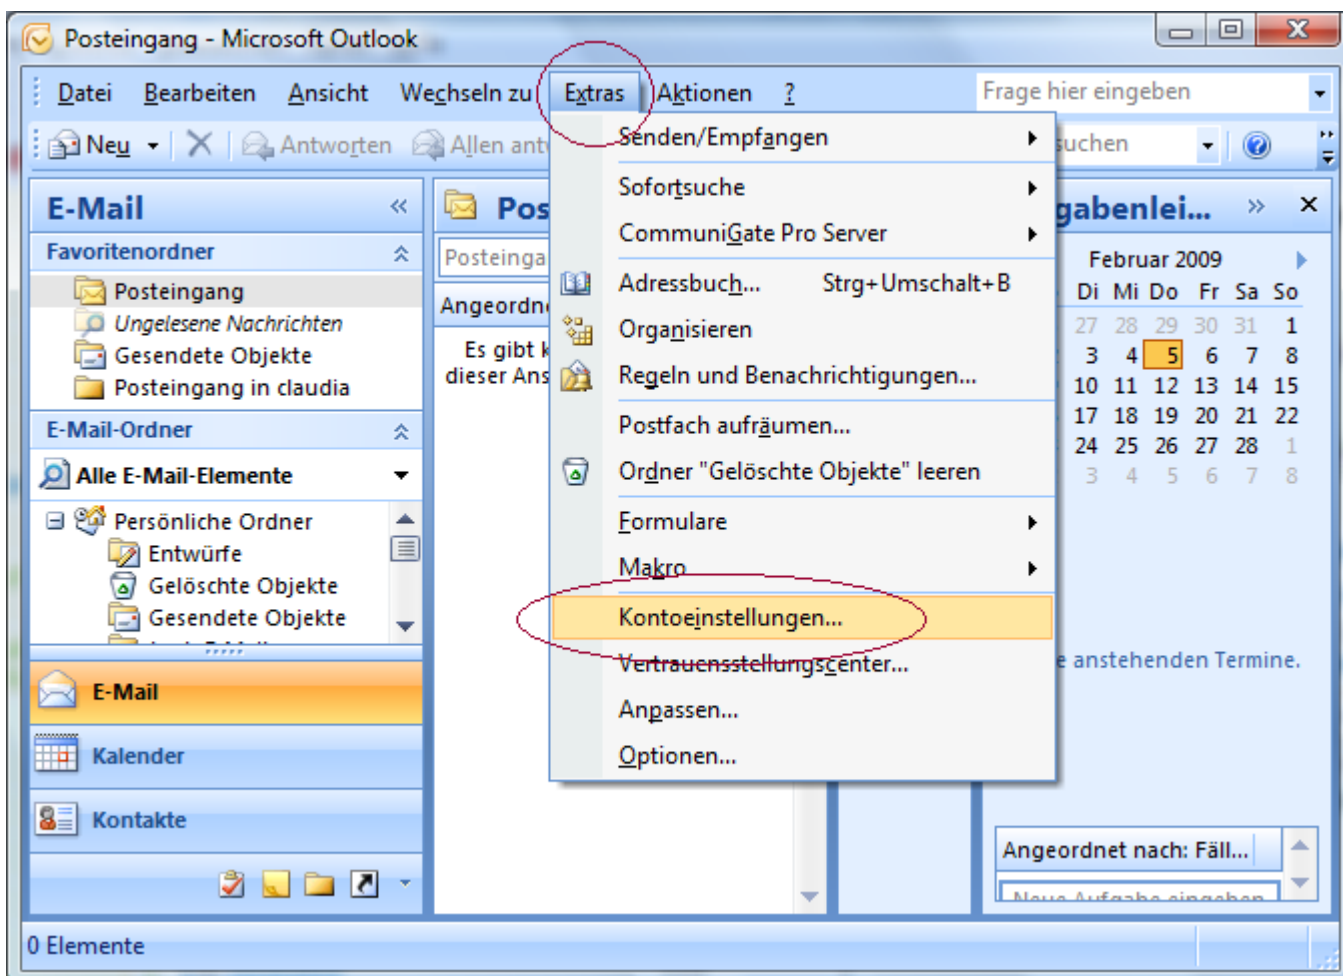 Posteingang - Microsoft Outlook
Datei Bearbeiten Ansicht Wechseln zu Extras Aktionen ?
Frage hier eingeben
Neu Antworten Allen ant
suchen
E-Mail
Favoritenordner
Posteingang
Ungelesene Nachrichten
Gesendete Objekte
Posteingang in claudia
E-Mail-Ordner
Alle E-Mail-Elemente
Persönliche Ordner
Entwürfe
Gelöschte Objekte
Gesendete Objekte
E-Mail
Kalender
Kontakte
0 Elemente
Pos
Posteinga
Angeordn
Es gibt k
dieser Ans
Senden/Empfangen
Sofortsuche
CommuniGate Pro Server
Adressbuch... Strg+Umschalt+B
Organisieren
Regeln und Benachrichtigungen...
Postfach aufräumen...
Ordner "Gelöschte Objekte" leeren
Formulare
Makro
Kontoeinstellungen...
Vertrauensstellungscenter...
Anpassen...
Optionen...
gabenlei...
Februar 2009
Di Mi Do Fr Sa So
27 28 29 30 31 1
3 4 5 6 7 8
10 11 12 13 14 15
17 18 19 20 21 22
24 25 26 27 28 1
3 4 5 6 7 8
e anstehenden Termine.
Angeordnet nach: Fäll...
Neue Aufgabe eingeben